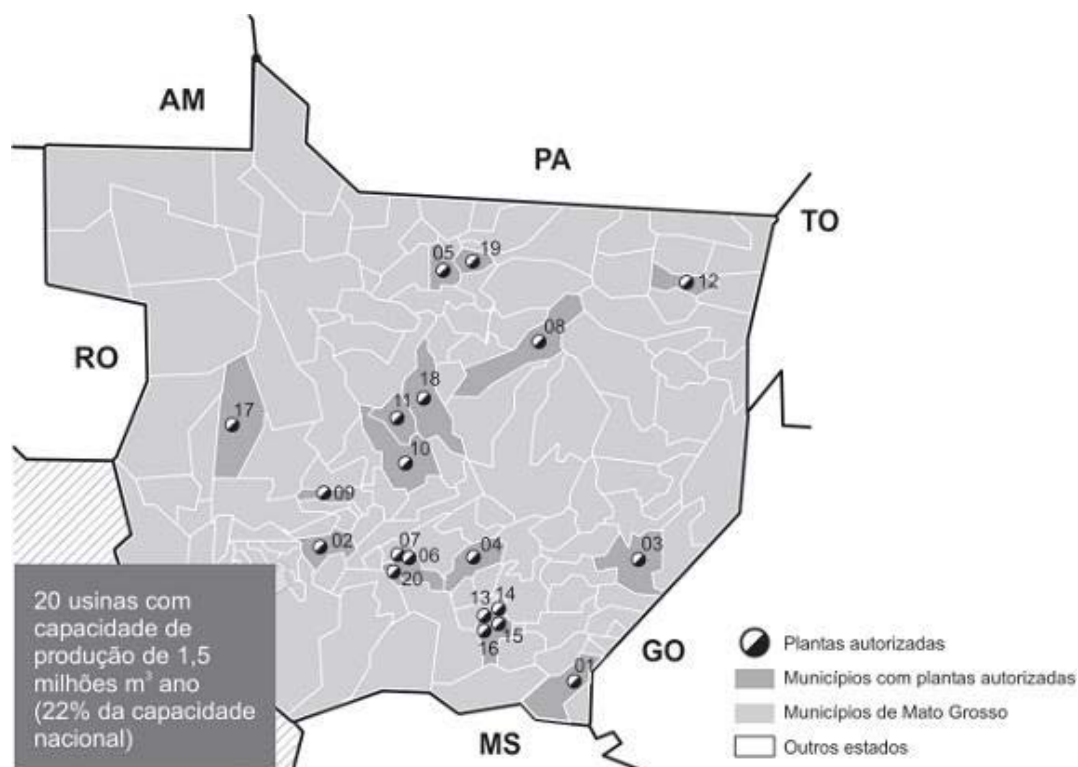 AM
PA
TO
05
19
12
08
RO
18
11
17
10
09
02
07
06
04
03
20
13
14
15
16
01
GO
MS
20 usinas com
capacidade de
produção de 1,5
milhões m³ ano
(22% da capacidade
nacional)
Plantas autorizadas
Municípios com plantas autorizadas
Municípios de Mato Grosso
Outros estados